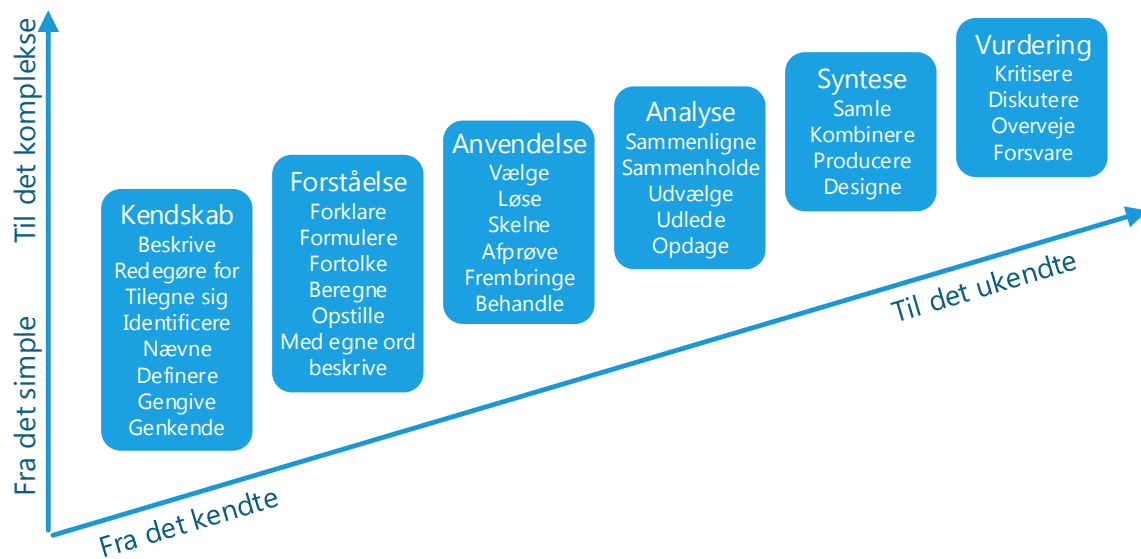 Til det komplekse
Fra det simple
Kendskab
Beskrive
Redegøre for
Tilegne sig
Identificere
Nævne
Definere
Gengive
Genkende
Forståelse
Forklare
Formulere
Fortolke
Beregne
Opstille
Med egne ord
beskrive
Anvendelse
Vælge
Løse
Skelne
Afprøve
Frembringe
Behandle
Analyse
Sammenligne
Sammenholde
Udvælge
Udlede
Opdage
Syntese
Samle
Kombinere
Producere
Designe
Vurdering
Kritisere
Diskutere
Overveje
Forsvare
Fra det kendte
Til det ukendte